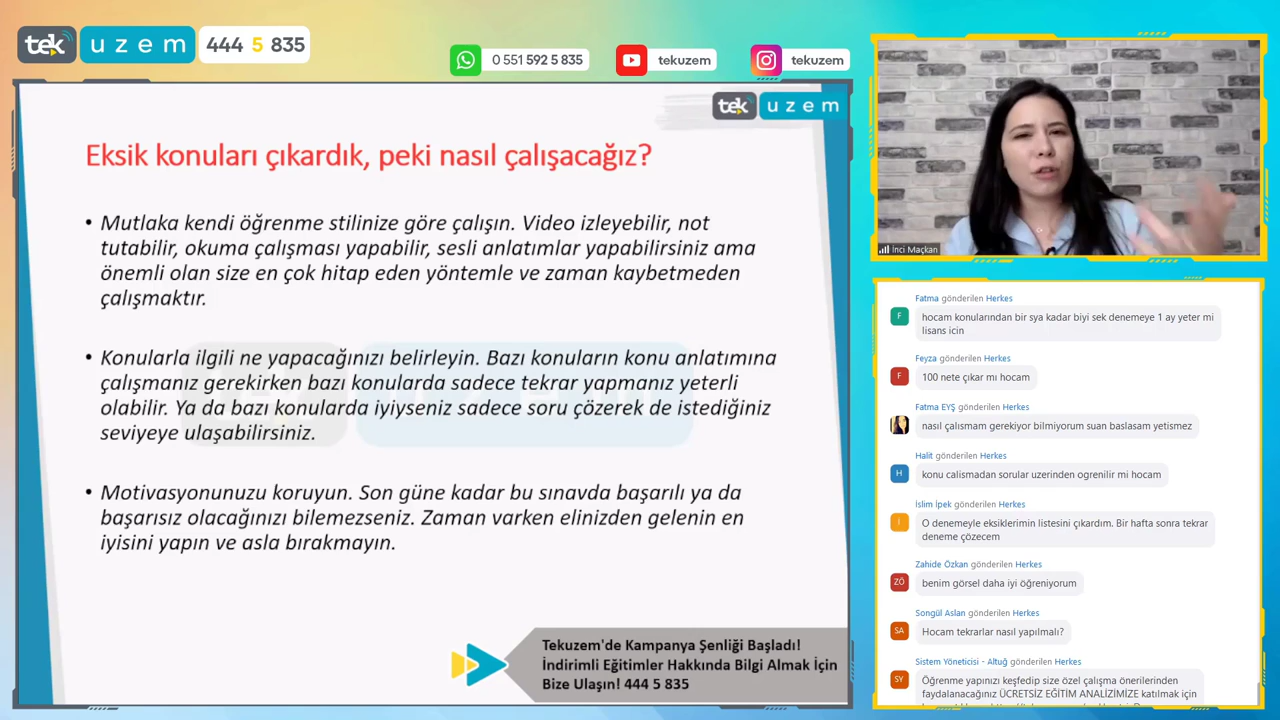 tek uzem 444 5 835
0 551 592 5 835
tekuzem
tekuzem
tek uzem
Eksik konuları çıkardık, peki nasıl çalışacağız?
• Mutlaka kendi öğrenme stilinize göre çalışın. Video izleyebilir, not
tutabilir, okuma çalışması yapabilir, sesli anlatımlar yapabilirsiniz ama
önemli olan size en çok hitap eden yöntemle ve zaman kaybetmeden
çalışmaktır.
• Konularla ilgili ne yapacağınızı belirleyin. Bazı konuların konu anlatımına
çalışmanız gerekirken bazı konularda sadece tekrar yapmanız yeterli
olabilir. Ya da bazı konularda iyiyseniz sadece soru çözerek de istediğiniz
seviyeye ulaşabilirsiniz.
• Motivasyonunuzu koruyun. Son güne kadar bu sınavda başarılı ya da
başarısız olacağınızı bilemezseniz. Zaman varken elinizden gelenin en
iyisini yapın ve asla bırakmayın.
Tekuzem'de Kampanya Şenliği Başladı!
İndirimli Eğitimler Hakkında Bilgi Almak İçin
Bize Ulaşın! 444 5 835
İnci Maçkan
Fatma gönderilen Herkes
F
hocam konularından bir sya kadar biyi sek denemeye 1 ay yeter mi
lisans icin
Feyza gönderilen Herkes
F
100 nete çıkar mı hocam
Fatma EYŞ gönderilen Herkes
nasıl çalısmam gerekiyor bilmiyorum suan baslasam yetismez
Halit gönderilen Herkes
H
konu calismadan sorular uzerinden ogrenilir mi hocam
İslim İpek gönderilen Herkes
İ
O denemeyle eksiklerimin listesini çıkardım. Bir hafta sonra tekrar
deneme çözecem
Zahide Özkan gönderilen Herkes
ZÖ
benim görsel daha iyi öğreniyorum
Songül Aslan gönderilen Herkes
SA
Hocam tekrarlar nasıl yapılmalı?
Sistem Yöneticisi - Altuğ gönderilen Herkes
SY
Öğrenme yapınızı keşfedip size özel çalışma önerilerinden
faydalanacağınız ÜCRETSİZ EĞİTİM ANALİZİMİZE katılmak için